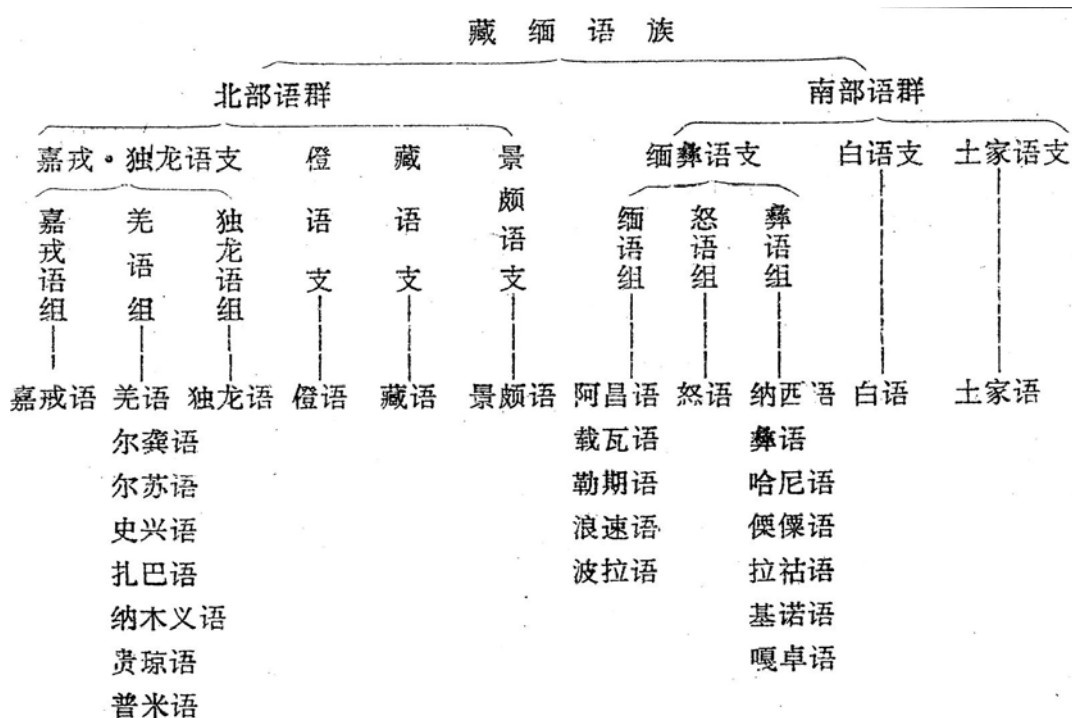 藏缅语族
北部语群 南部语群
嘉戎·独龙语支 僜语支 藏语支 景颇语支 缅彝语支 白语支 土家语支
嘉戎语组 羌语组 独龙语组 缅语组 怒语组 彝语组
嘉戎语 羌语 独龙语 僜语 藏语 景颇语 阿昌语 怒语 纳西语 白语 土家语
尔龚语 载瓦语 彝语
尔苏语 勒期语 哈尼语
史兴语 浪速语 傈僳语
扎巴语 波拉语 拉祜语
纳木义语 基诺语
贵琼语 嘎卓语
普米语